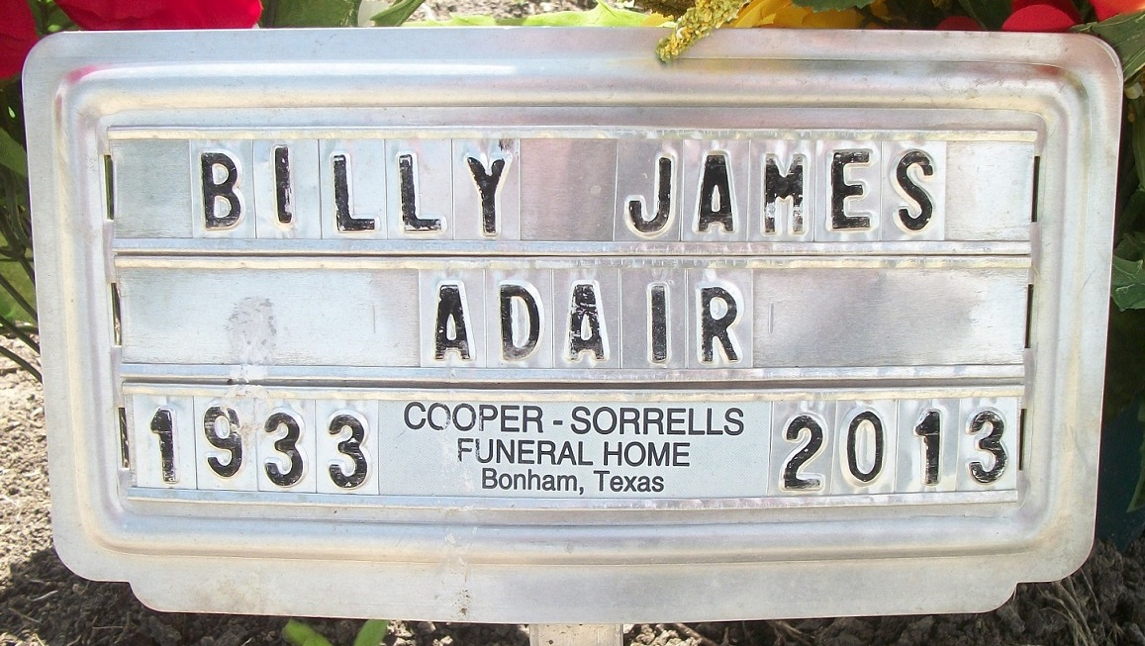 BILLY JAMES
ADAIR
1933 COOPER - SORRELLS FUNERAL HOME Bonham, Texas 2013